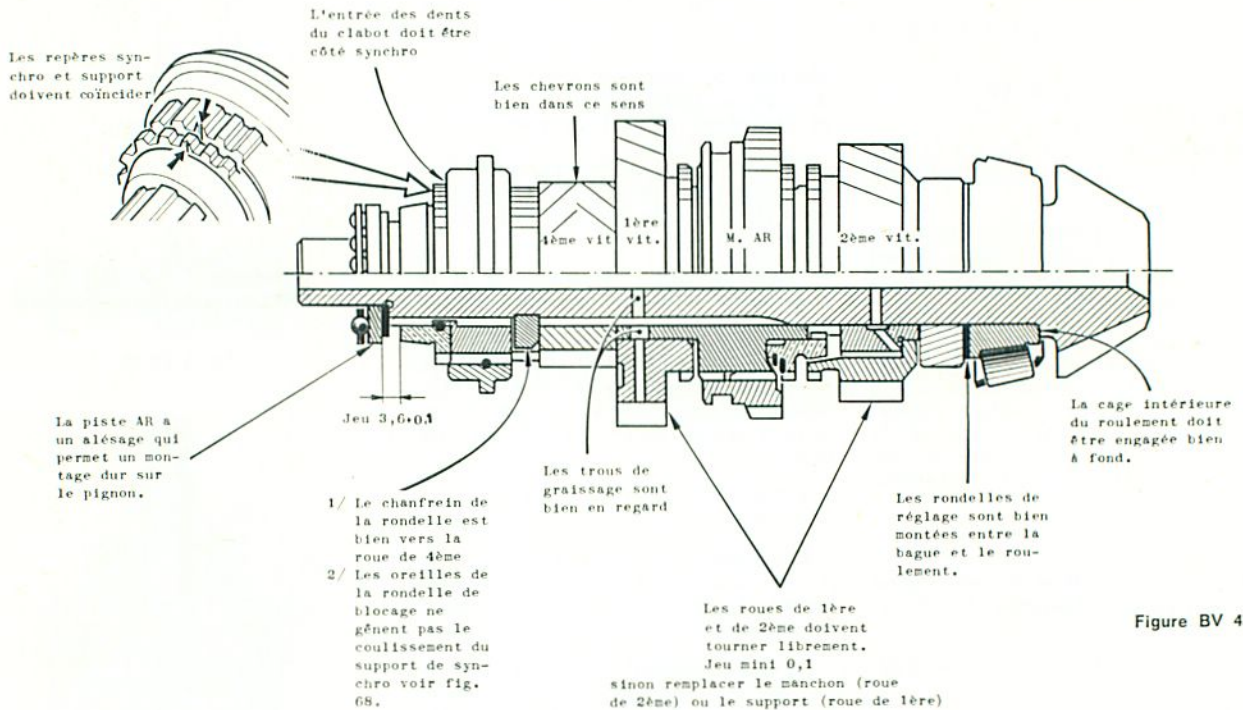 L'entrée des dents
du clabot doit être
côté synchro
Les repères syn-
chro et support
doivent coïncider
Les chevrons sont
bien dans ce sens
4ème vit
1ère
vit.
M. AR
2ème vit.
Jeu 3,6+0,1
La piste AR a
un alésage qui
permet un mon-
tage dur sur
le pignon.
1/ Le chanfrein de
la rondelle est
bien vers la
roue de 4ème
2/ Les oreilles de
la rondelle de
blocage ne
gênent pas le
coulissement du
support de syn-
chro voir fig.
68.
Les trous de
graissage sont
bien en regard
Les roues de 1ère
et de 2ème doivent
tourner librement.
Jeu mini 0,1
sinon remplacer le manchon (roue
de 2ème) ou le support (roue de 1ère)
Les rondelles de
réglage sont bien
montées entre la
bague et le rou-
lement.
La cage intérieure
du roulement doit
être engagée bien
à fond.
Figure BV 4